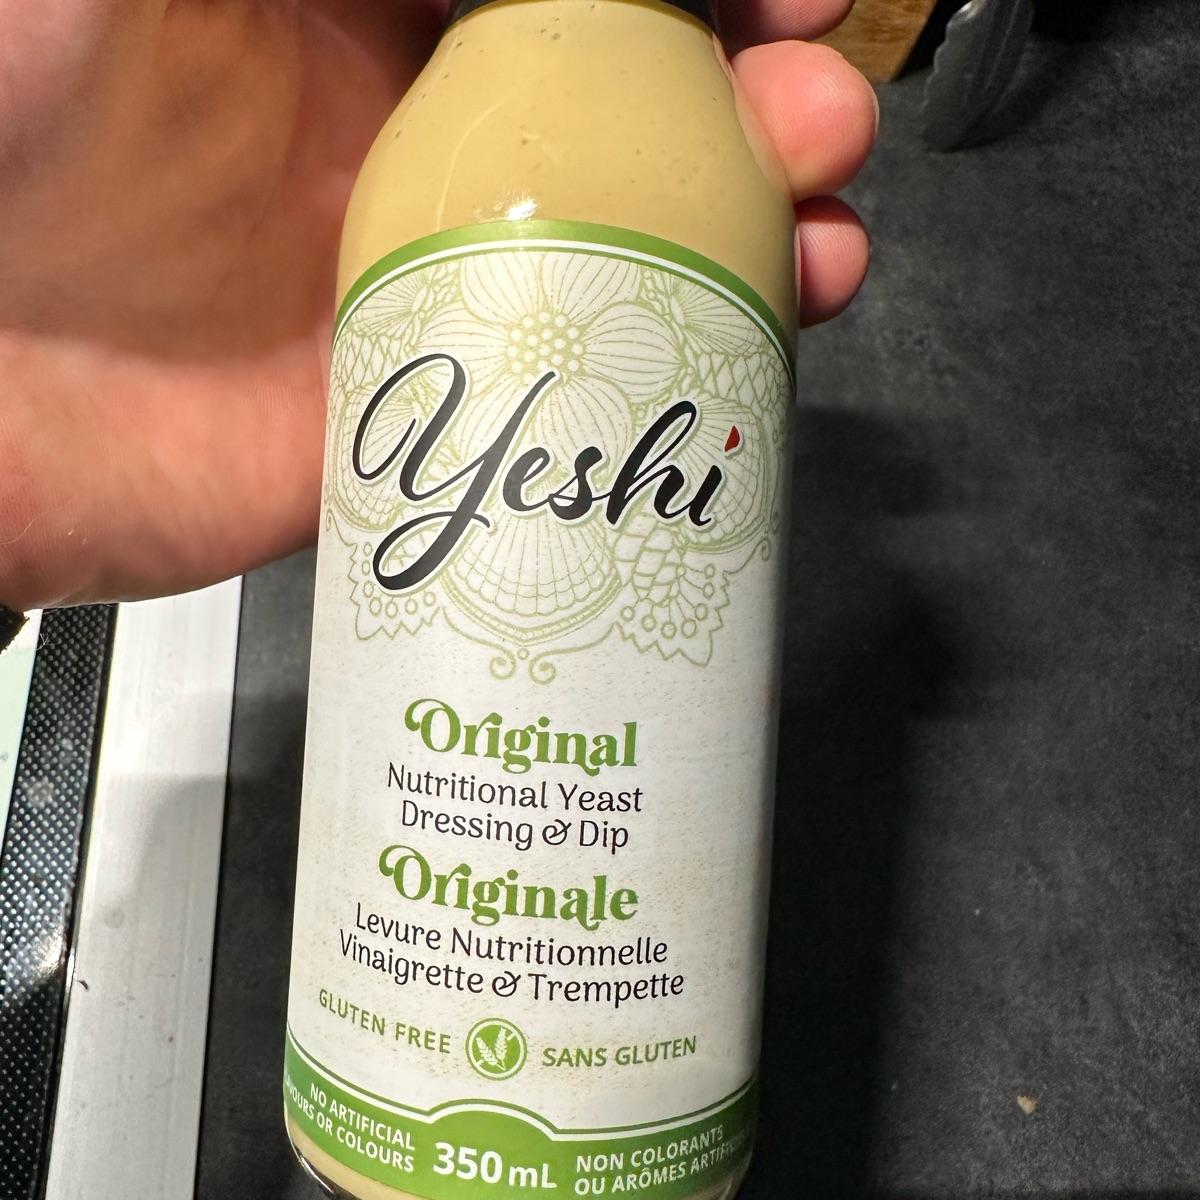 Yeshi
Original
Nutritional Yeast
Dressing & Dip
Originale
Levure Nutritionnelle
Vinaigrette & Trempette
GLUTEN FREE
SANS GLUTEN
NO ARTIFICIAL
OR COLOURS
350 mL
NON COLORANTS
OU ARÔMES